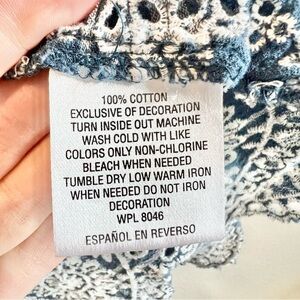 100% COTTON
EXCLUSIVE OF DECORATION
TURN INSIDE OUT MACHINE
WASH COLD WITH LIKE
COLORS ONLY NON-CHLORINE
BLEACH WHEN NEEDED
TUMBLE DRY LOW WARM IRON
WHEN NEEDED DO NOT IRON
DECORATION
WPL 8046
ESPAÑOL EN REVERSO